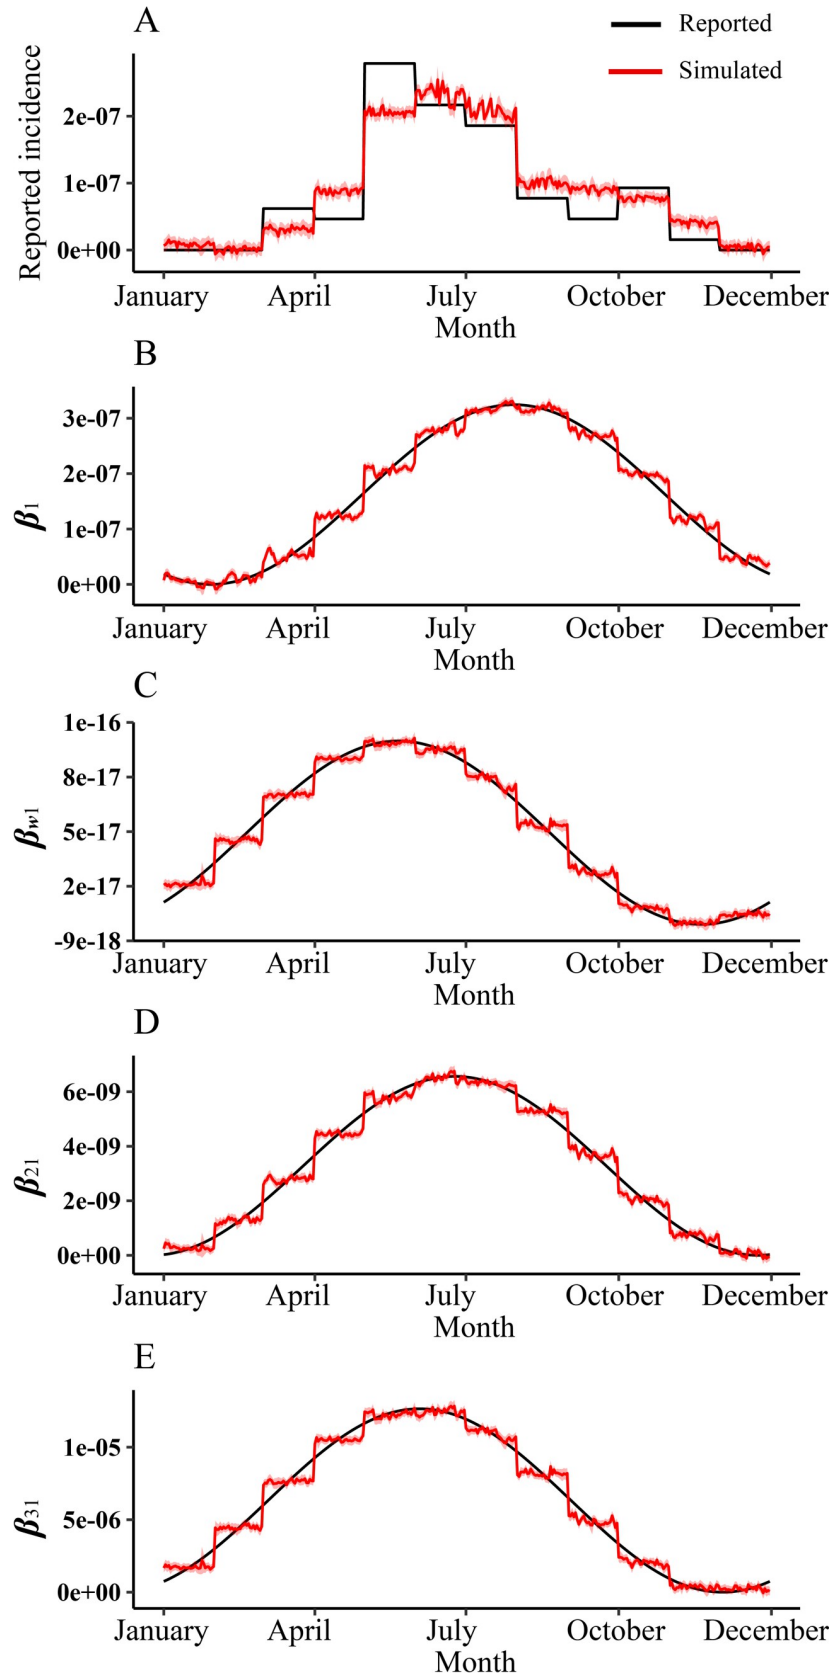 A
Reported
Simulated
Reported incidence
2e-07
1e-07
0e+00
January April July October December
Month
B
β1
3e-07
2e-07
1e-07
0e+00
January April July October December
Month
C
βw1
1e-16
8e-17
5e-17
2e-17
-9e-18
January April July October December
Month
D
β21
6e-09
4e-09
2e-09
0e+00
January April July October December
Month
E
β31
1e-05
5e-06
0e+00
January April July October December
Month